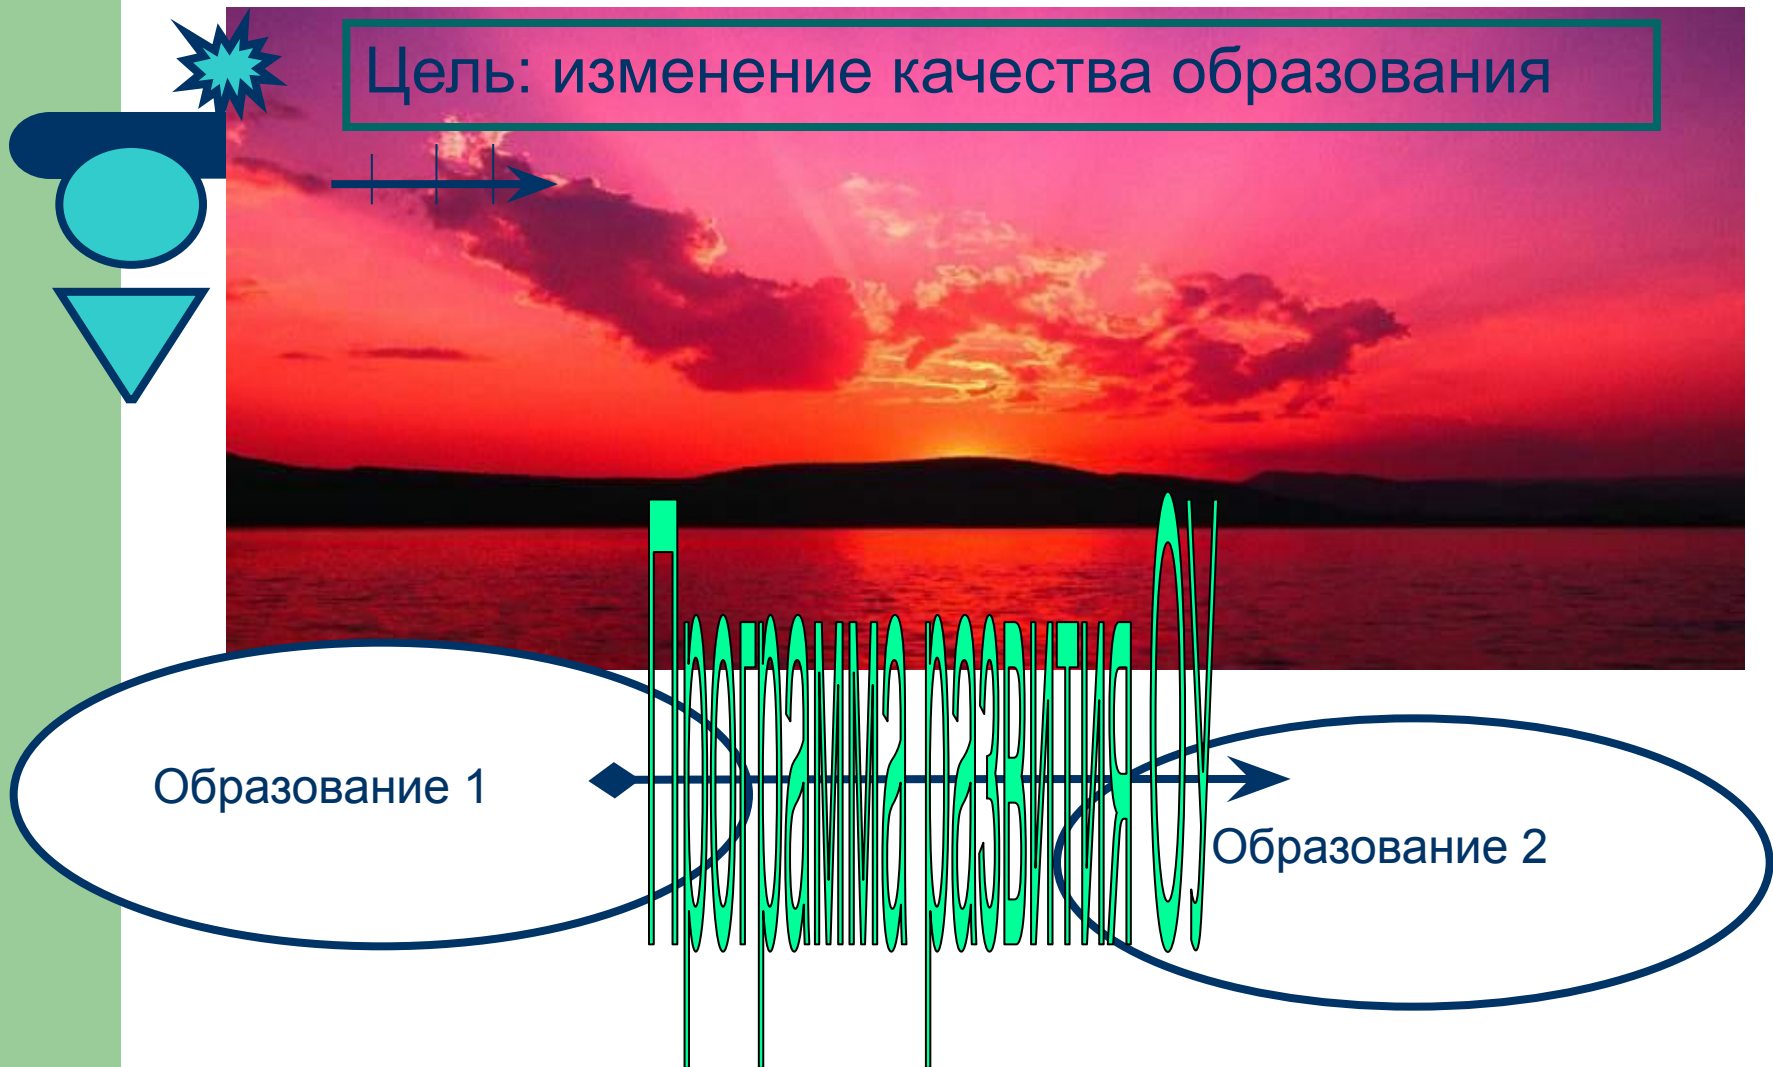 Цель: изменение качества образования
Программа развития ОУ
Образование 1
Образование 2